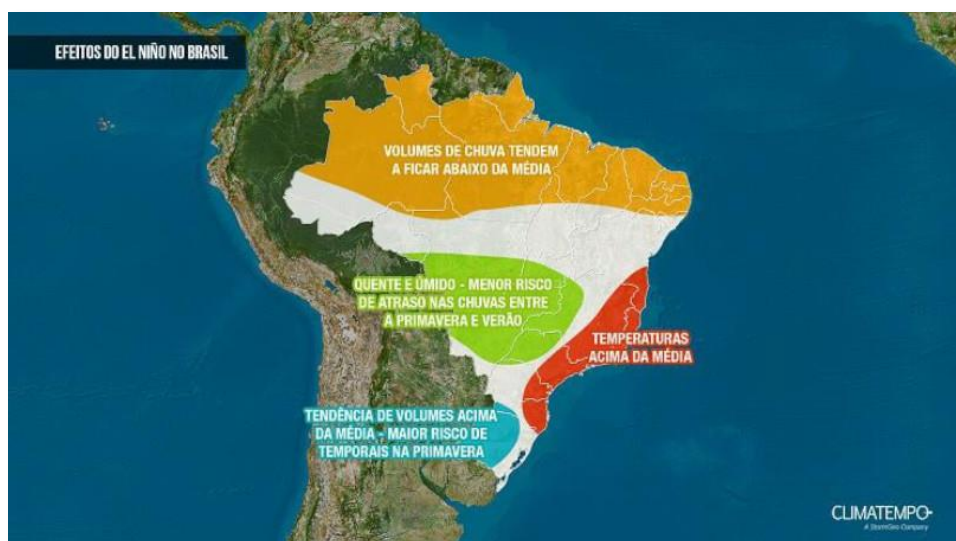 EFEITOS DO EL NIÑO NO BRASIL
VOLUMES DE CHUVA TENDEM
A FICAR ABAIXO DA MÉDIA
QUENTE E ÚMIDO - MENOR RISCO
DE ATRASO NAS CHUVAS ENTRE
A PRIMAVERA E VERÃO
TEMPERATURAS
ACIMA DA MÉDIA
TENDÊNCIA DE VOLUMES ACIMA
DA MÉDIA - MAIOR RISCO DE
TEMPORAIS NA PRIMAVERA
CLIMATEMPO
A StormGeo Company